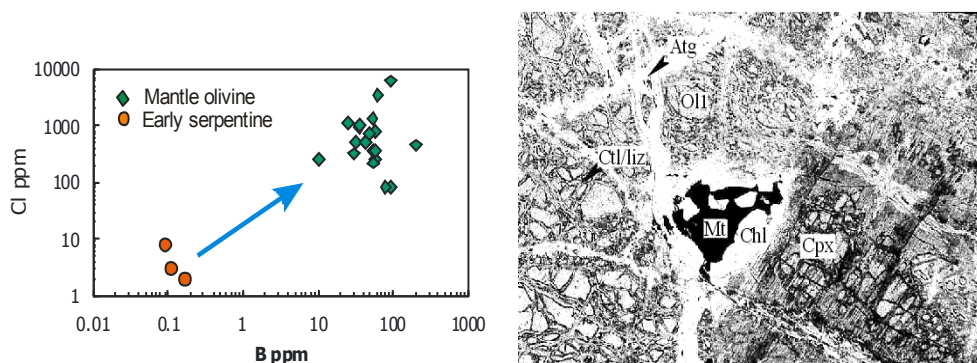 Cl ppm
10000
1000
100
10
1
Mantle olivine
Early serpentine
0.01
0.1
1
10
100
1000
B ppm
Atg
Ol1
Ctl/liz
Mt
Chl
Cpx